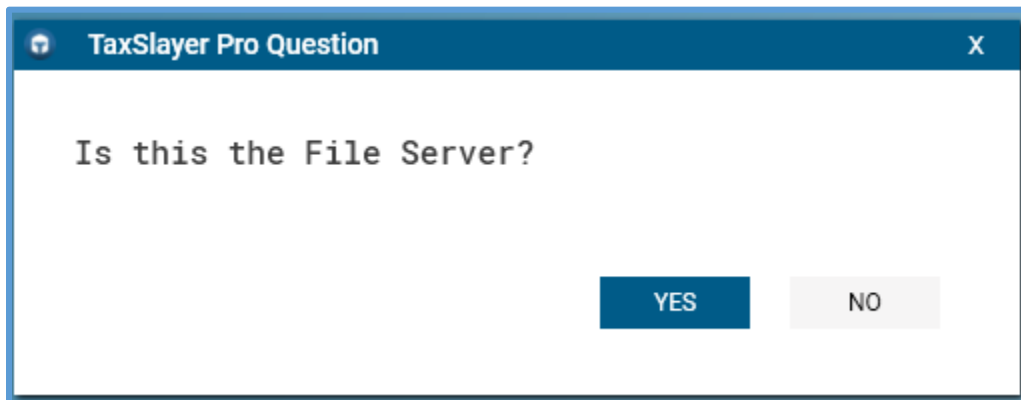 TaxSlayer Pro Question X
Is this the File Server?
YES NO